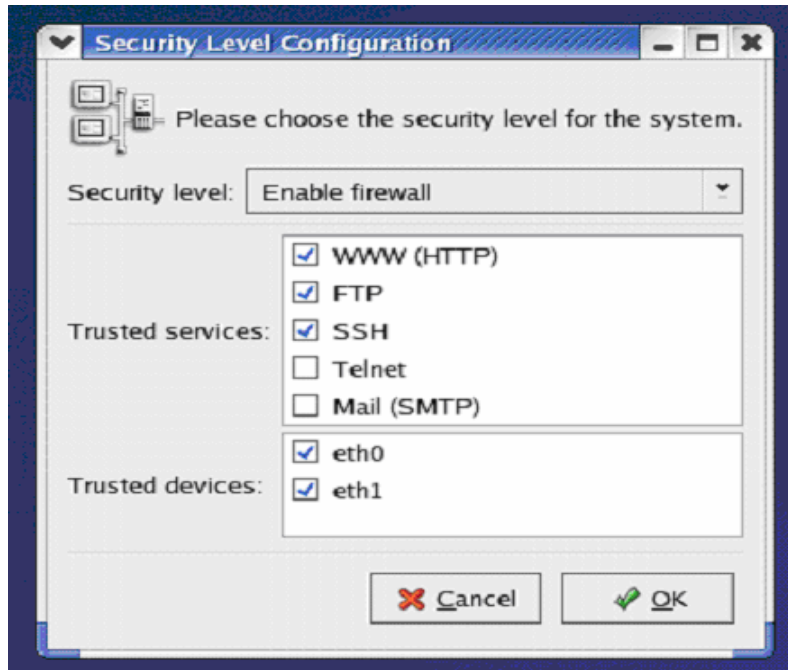 Security Level Configuration
Please choose the security level for the system.
Security level: Enable firewall
WWW (HTTP)
FTP
Trusted services: SSH
Telnet
Mail (SMTP)
eth0
Trusted devices: eth1
Cancel OK